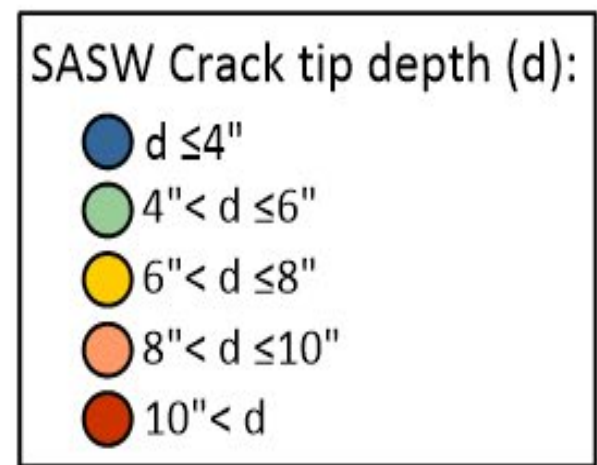 SASW Crack tip depth (d):
d ≤4"
4"< d ≤6"
6"< d ≤8"
8"< d ≤10"
10"< d